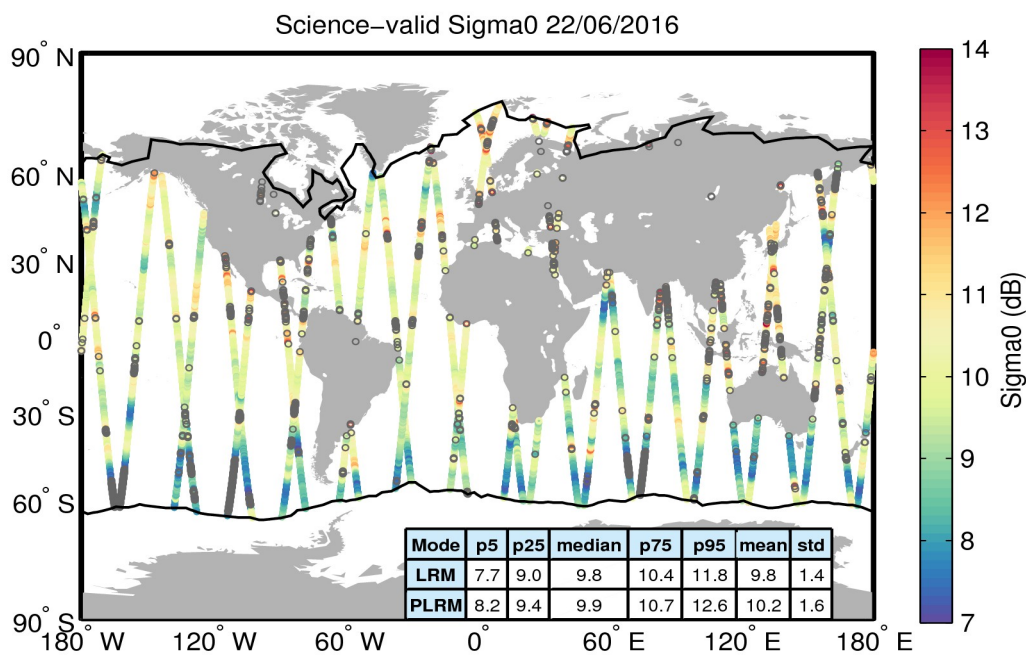 Science−valid Sigma0 22/06/2016
90° N
60° N
30° N
0°
30° S
60° S
90° S
180° W
120° W
60° W
0°
60° E
120° E
180° E
14
13
12
11
10
9
8
7
Sigma0 (dB)
Mode p5 p25 median p75 p95 mean std
LRM 7.7 9.0 9.8 10.4 11.8 9.8 1.4
PLRM 8.2 9.4 9.9 10.7 12.6 10.2 1.6